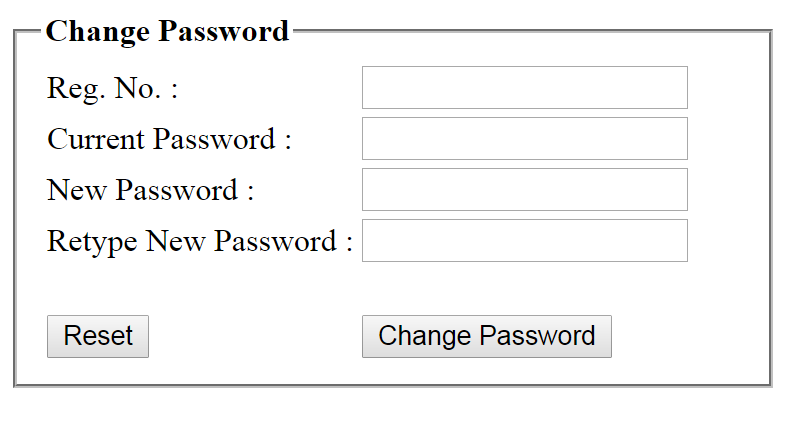 Change Password
Reg. No. :
Current Password :
New Password :
Retype New Password :
Reset Change Password